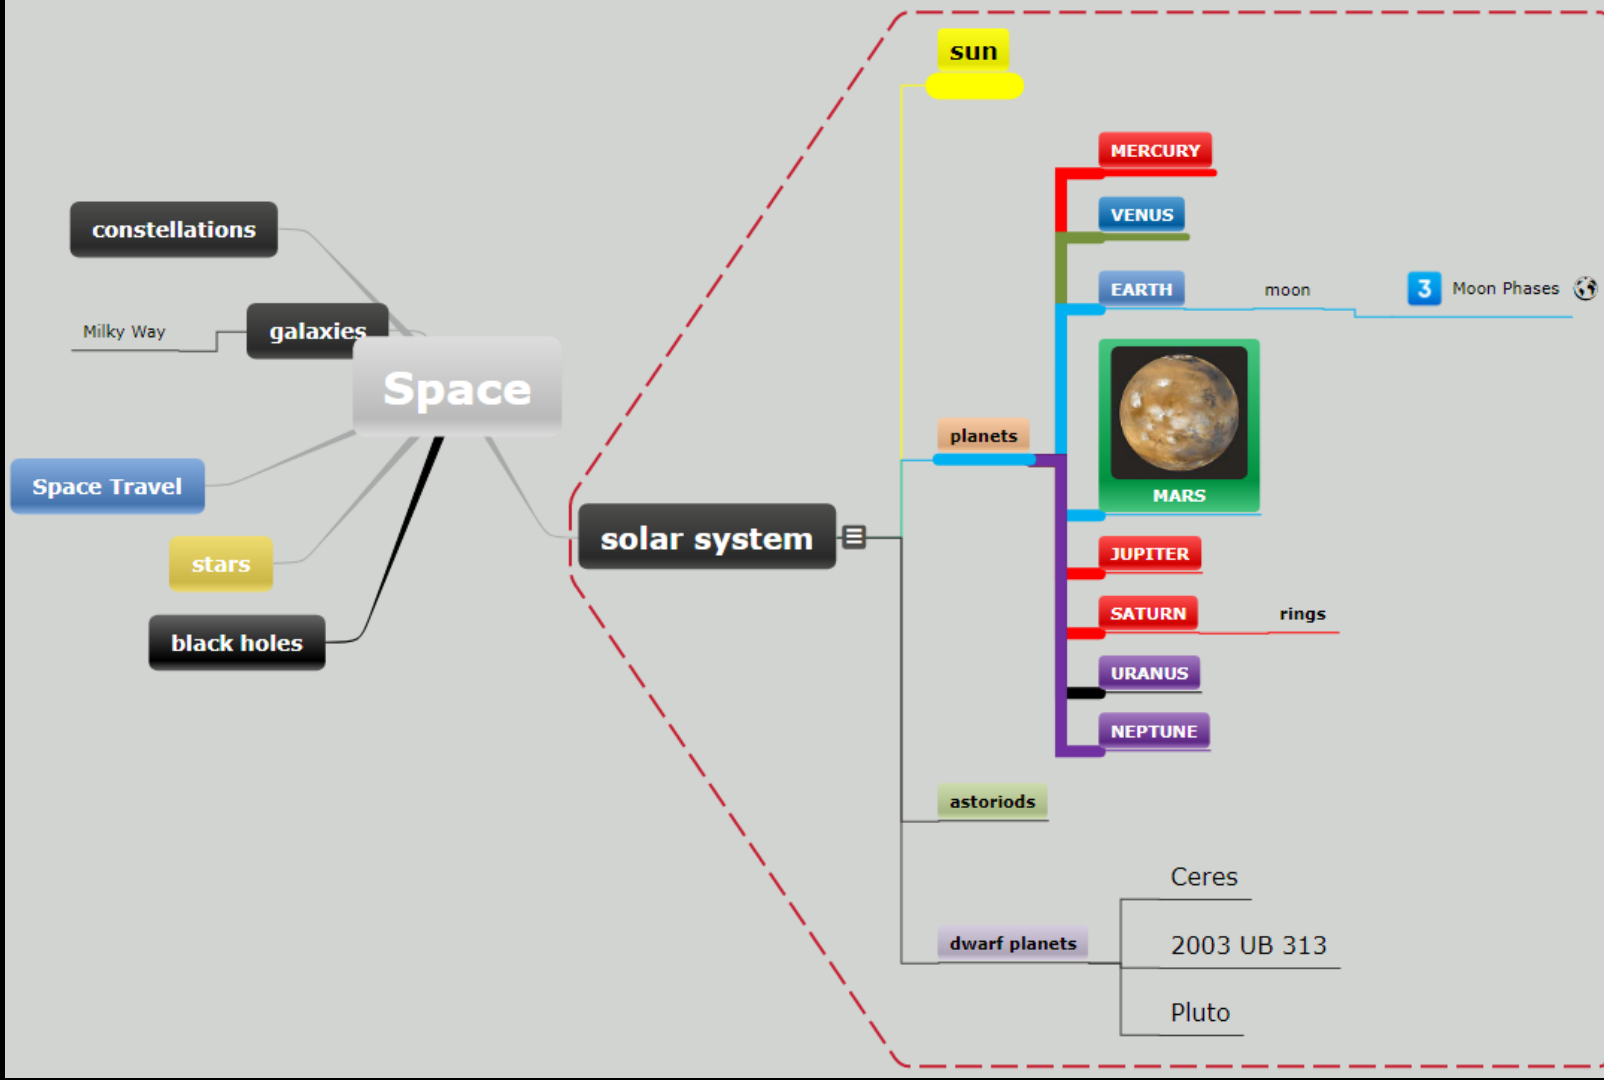 sun
MERCURY
VENUS
EARTH
moon
3
Moon Phases
MARS
planets
JUPITER
SATURN
rings
URANUS
NEPTUNE
astoriods
dwarf planets
Ceres
2003 UB 313
Pluto
solar system
Space
constellations
galaxies
Milky Way
Space Travel
stars
black holes